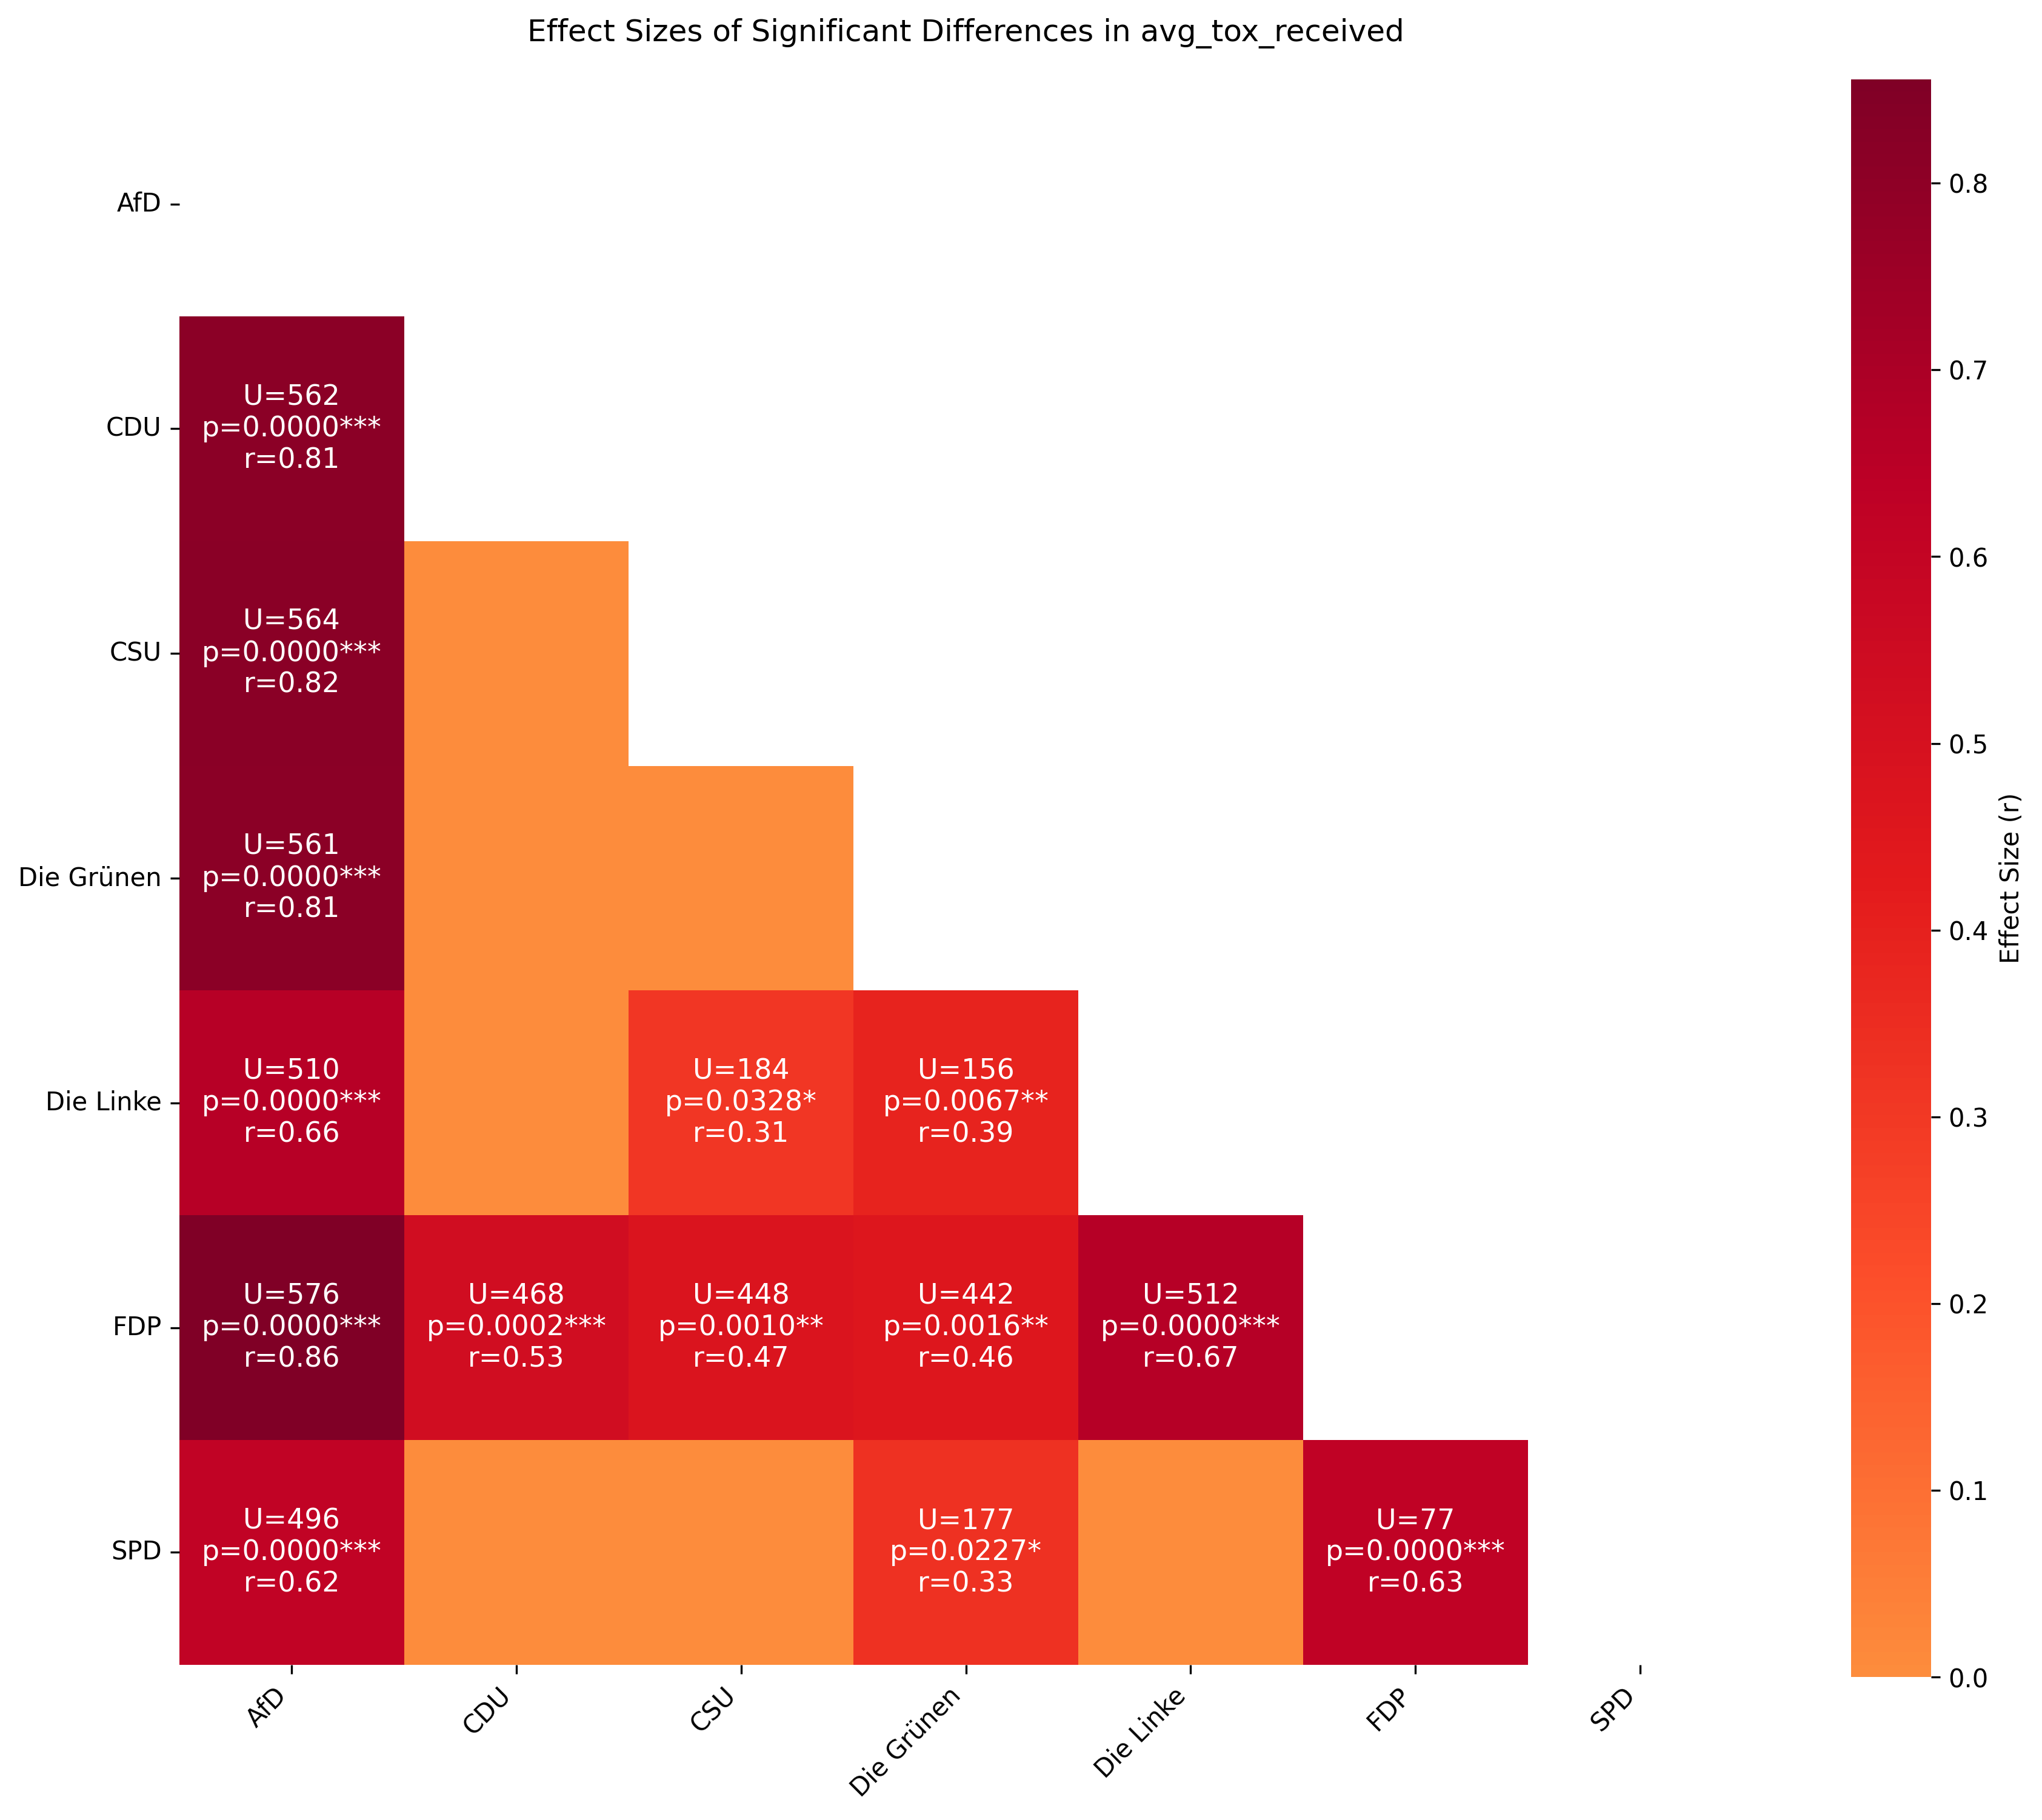 Effect Sizes of Significant Differences in avg_tox_received
AfD
CDU
CSU
Die Grünen
Die Linke
FDP
SPD
U=562
p=0.0000***
r=0.81
U=564
p=0.0000***
r=0.82
U=561
p=0.0000***
r=0.81
U=510
p=0.0000***
r=0.66
U=184
p=0.0328*
r=0.31
U=156
p=0.0067**
r=0.39
U=576
p=0.0000***
r=0.86
U=468
p=0.0002***
r=0.53
U=448
p=0.0010**
r=0.47
U=442
p=0.0016**
r=0.46
U=512
p=0.0000***
r=0.67
U=496
p=0.0000***
r=0.62
U=177
p=0.0227*
r=0.33
U=77
p=0.0000***
r=0.63
AfD
CDU
CSU
Die Grünen
Die Linke
FDP
SPD
0.8
0.7
0.6
0.5
0.4
0.3
0.2
0.1
0.0
Effect Size (r)